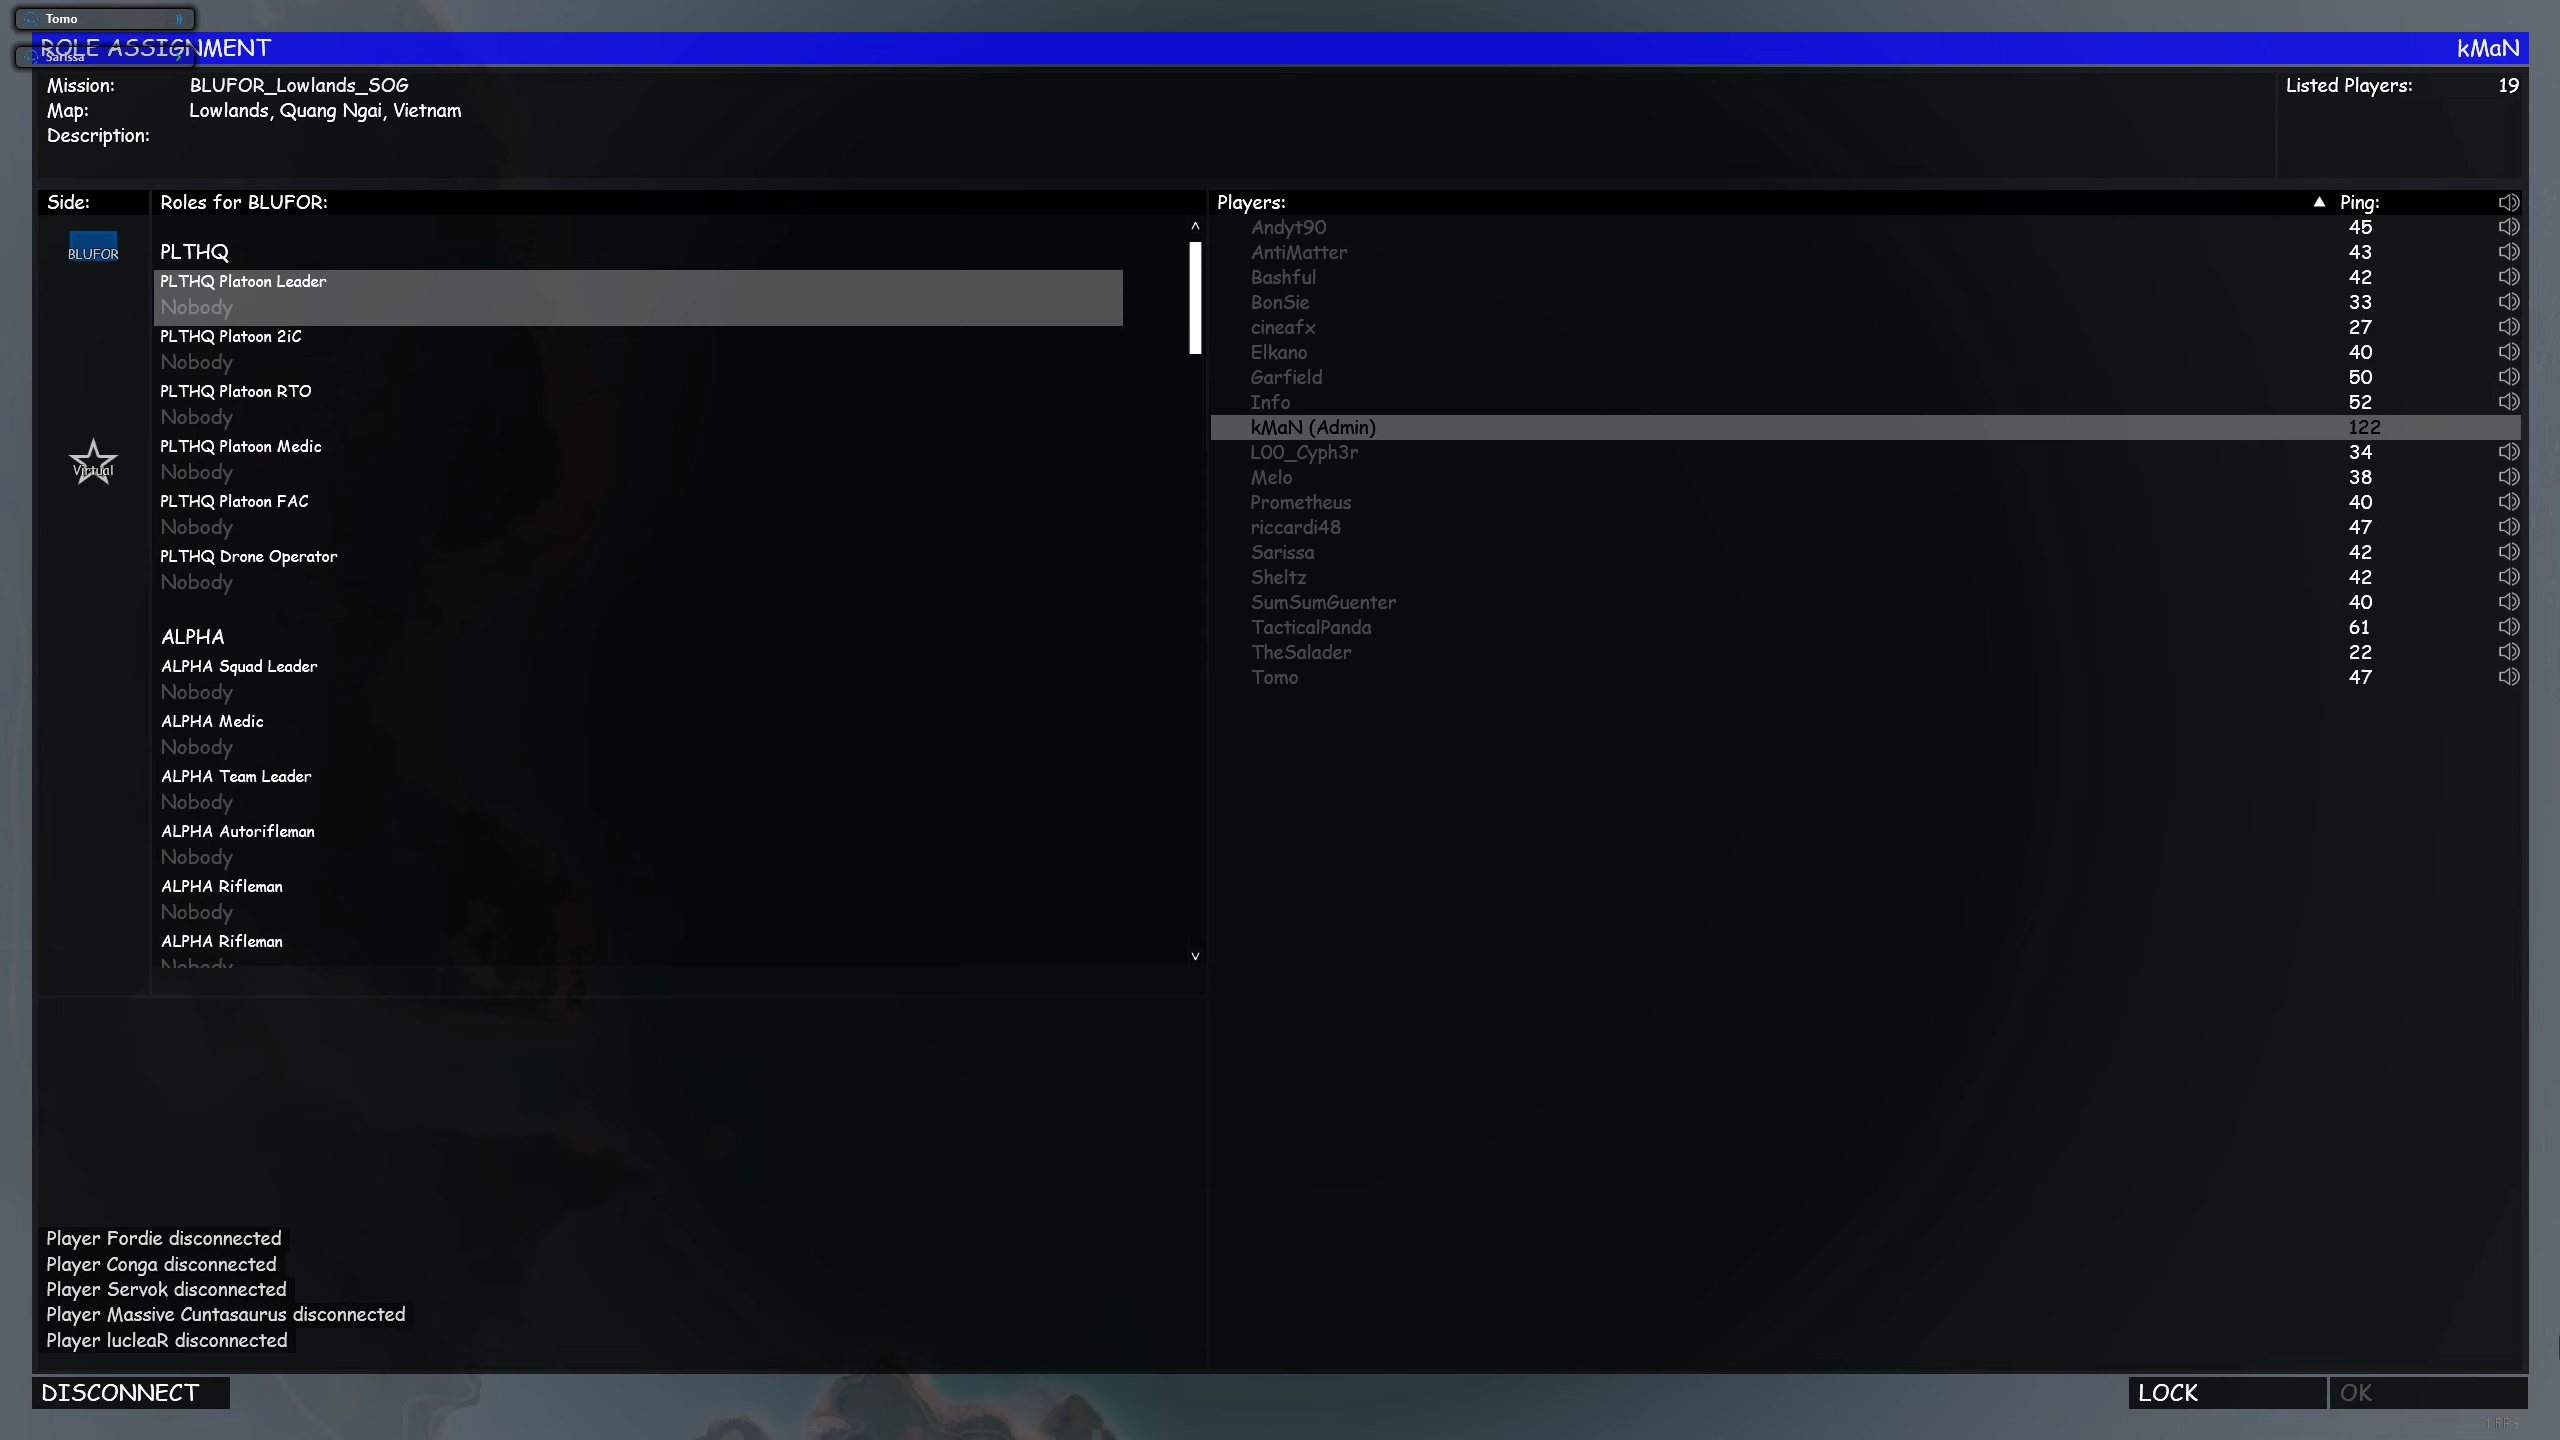 Tomo
ROLE ASSIGNMENT kMaN
Sarissa
Mission: BLUFOR_Lowlands_SOG Listed Players: 19
Map: Lowlands, Quang Ngai, Vietnam
Description:
Side: Roles for BLUFOR:
BLUFOR
Virtual
PLTHQ
PLTHQ Platoon Leader
Nobody
PLTHQ Platoon 2iC
Nobody
PLTHQ Platoon RTO
Nobody
PLTHQ Platoon Medic
Nobody
PLTHQ Platoon FAC
Nobody
PLTHQ Drone Operator
Nobody
ALPHA
ALPHA Squad Leader
Nobody
ALPHA Medic
Nobody
ALPHA Team Leader
Nobody
ALPHA Autorifleman
Nobody
ALPHA Rifleman
Nobody
ALPHA Rifleman
Nobody
Players: Ping:
Andyt90 45
AntiMatter 43
Bashful 42
BonSie 33
cineafx 27
Elkano 40
Garfield 50
Info 52
kMaN (Admin) 122
L00_Cyph3r 34
Melo 38
Prometheus 40
riccardi48 47
Sarissa 42
Sheltz 42
SumSumGuenter 40
TacticalPanda 61
TheSalader 22
Tomo 47
Player Fordie disconnected
Player Conga disconnected
Player Servok disconnected
Player Massive Cuntasaurus disconnected
Player lucleaR disconnected
DISCONNECT LOCK OK
1 FPS